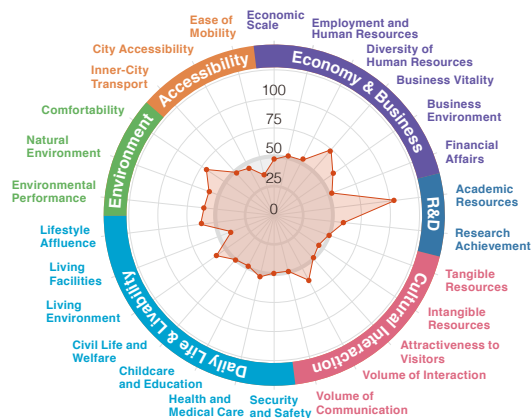 Economic
Scale
Employment and
Human Resources
Diversity of
Human Resources
Business Vitality
Business
Environment
Financial
Affairs
Academic
Resources
Research
Achievement
Tangible
Resources
Intangible
Resources
Attractiveness to
Visitors
Volume of Interaction
Volume of
Communication
Security
and Safety
Health and
Medical Care
Childcare
and Education
Civil Life and
Welfare
Living
Environment
Living
Facilities
Lifestyle
Affluence
Environmental
Performance
Natural
Environment
Comfortability
Inner-City
Transport
City Accessibility
Ease of
Mobility
Economy & Business
R&D
Cultural Interaction
Daily Life & Livability
Environment
Accessibility
100
75
50
25
0